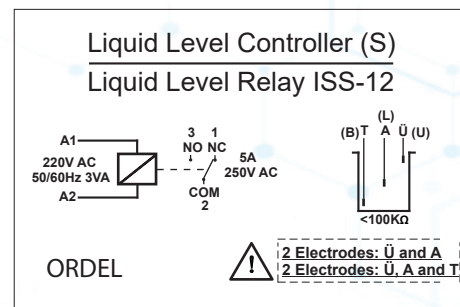 Liquid Level Controller (S)
Liquid Level Relay ISS-12
A1
220V AC
50/60Hz 3VA
A2
3 1
NO NC
COM
2
5A
250V AC
(L)
(B) T A Ü (U)
<100KΩ
ORDEL
2 Electrodes: Ü and A
2 Electrodes: Ü, A and T